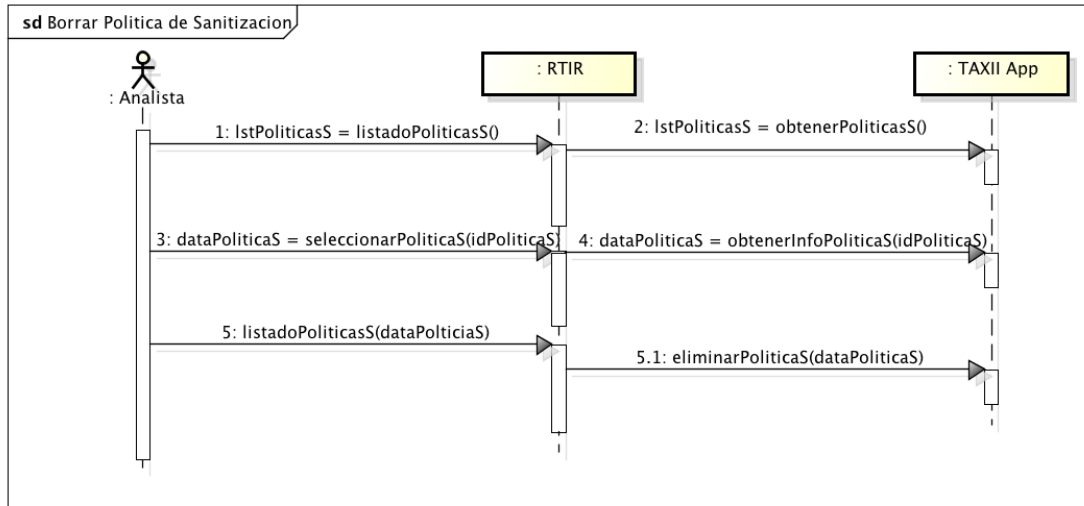 sd Borrar Politica de Sanitizacion
: Analista
: RTIR
: TAXII App
1: lstPoliticasS = listadoPoliticasS()
2: lstPoliticasS = obtenerPoliticasS()
3: dataPoliticaS = seleccionarPoliticaS(idPoliticaS)
4: dataPoliticaS = obtenerInfoPoliticaS(idPoliticaS)
5: listadoPoliticasS(dataPolticiaS)
5.1: eliminarPoliticaS(dataPoliticaS)